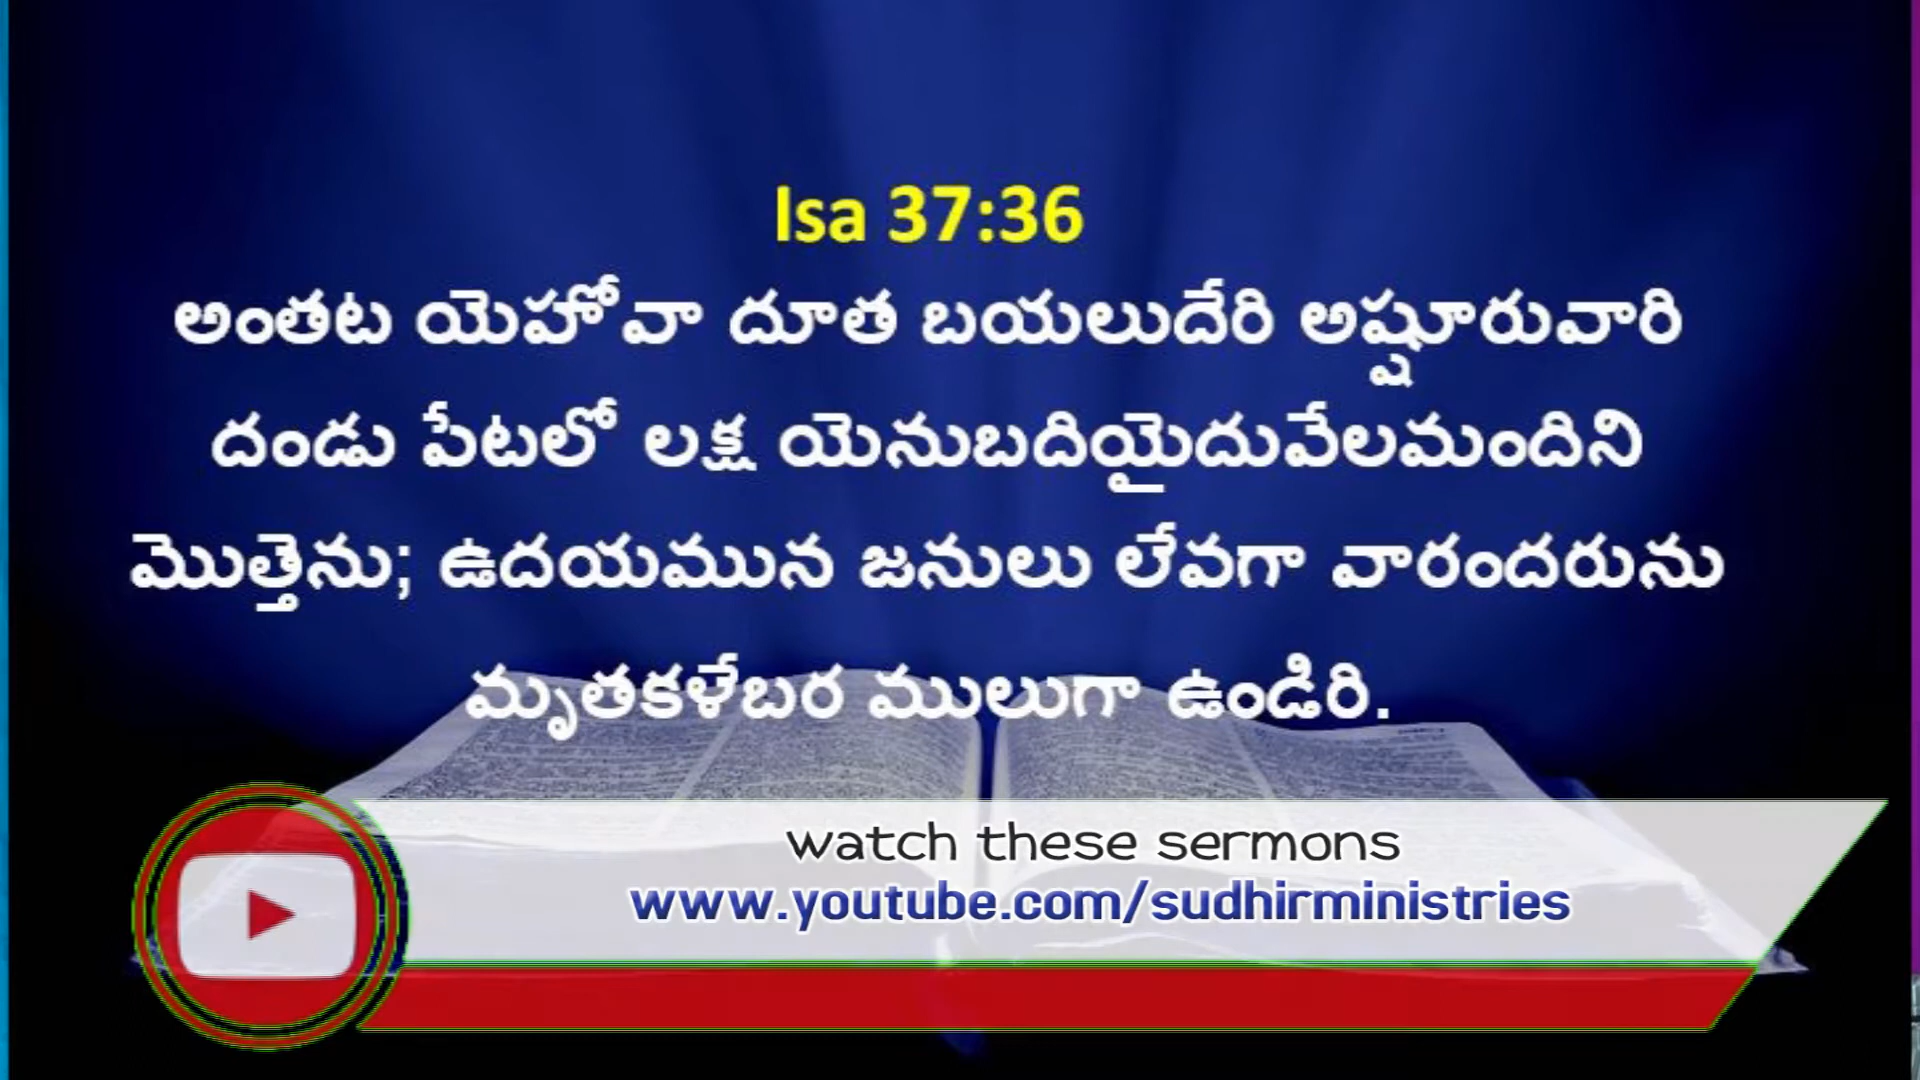 Isa 37:36
అంతట యెహోవా దూత బయలుదేరి అష్షూరువారి
దండు పేటలో లక్ష యెనుబదియైదువేలమందిని
మొత్తెను; ఉదయమున జనులు లేవగా వారందరును
మృతకళేబర ములుగా ఉండిరి.
watch these sermons
www.youtube.com/sudhirministries